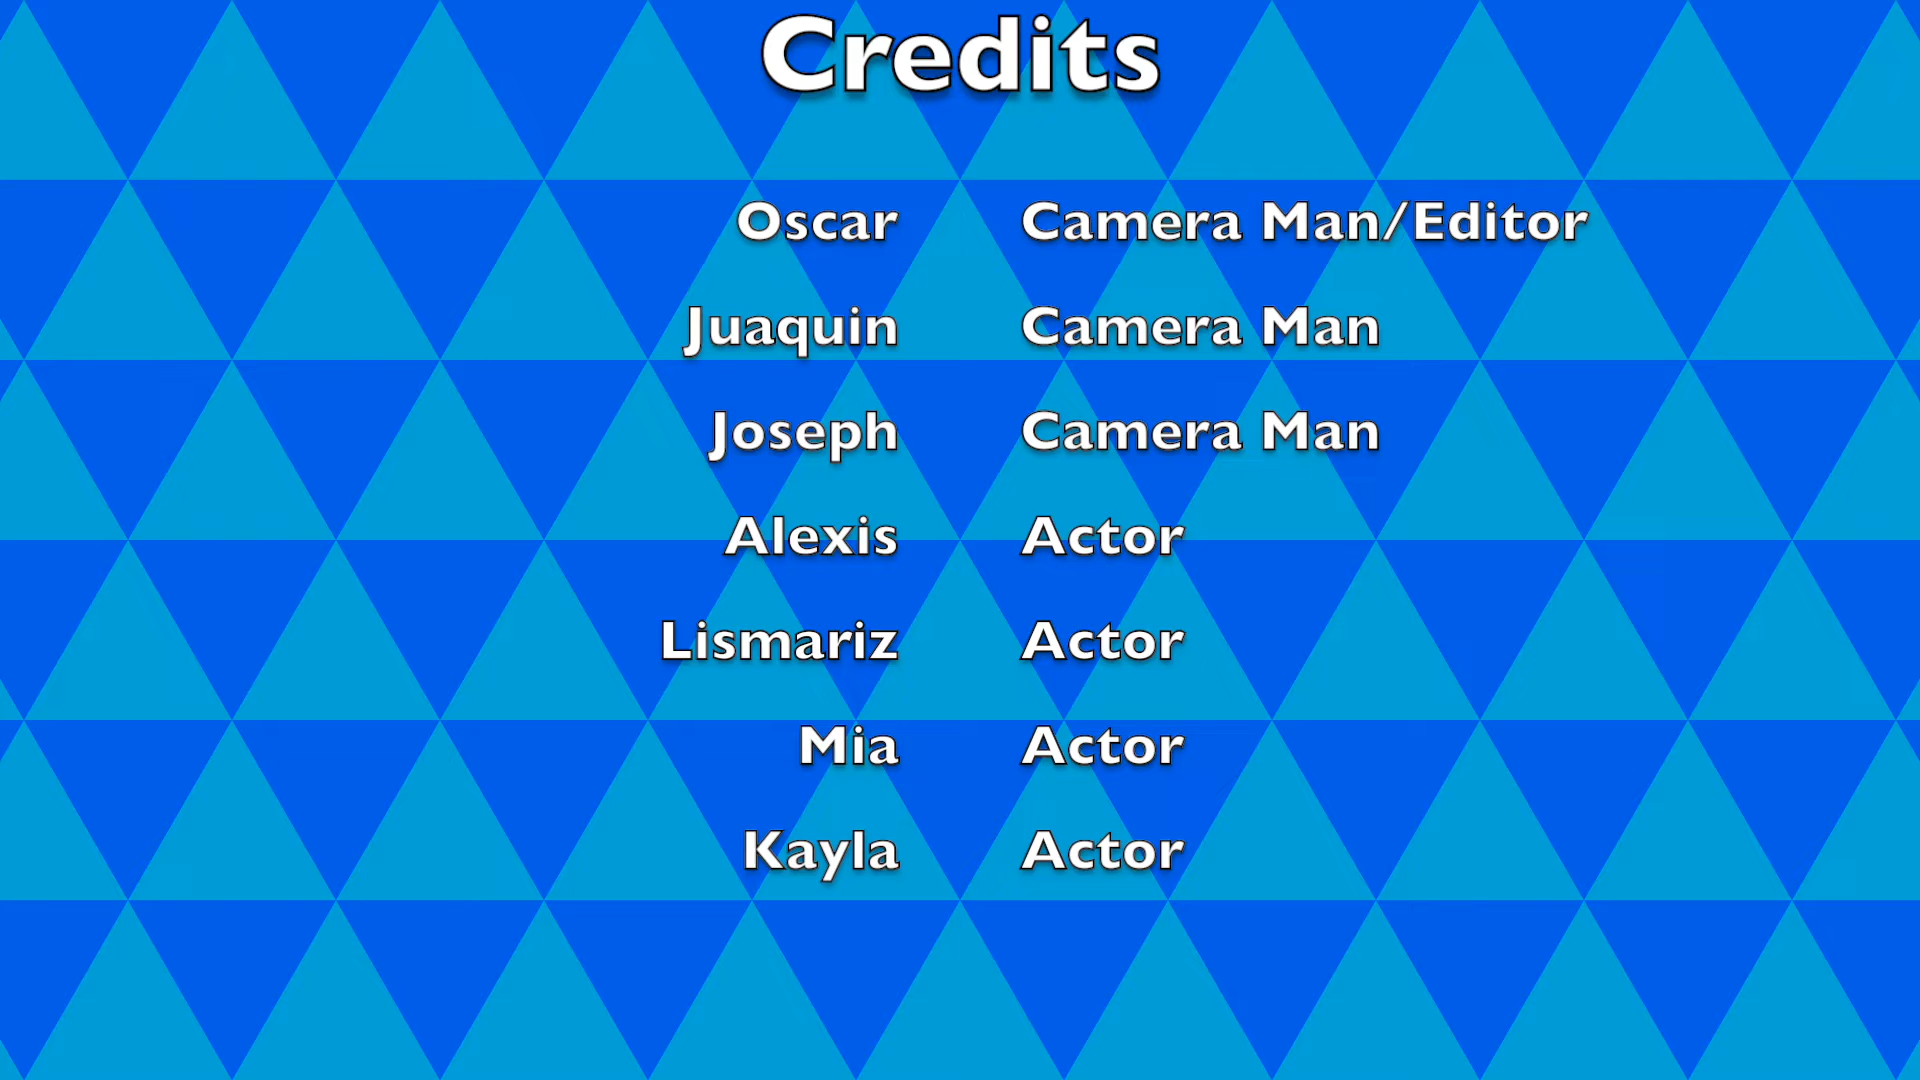 Credits
Oscar Camera Man/Editor
Juaquin Camera Man
Joseph Camera Man
Alexis Actor
Lismariz Actor
Mia Actor
Kayla Actor